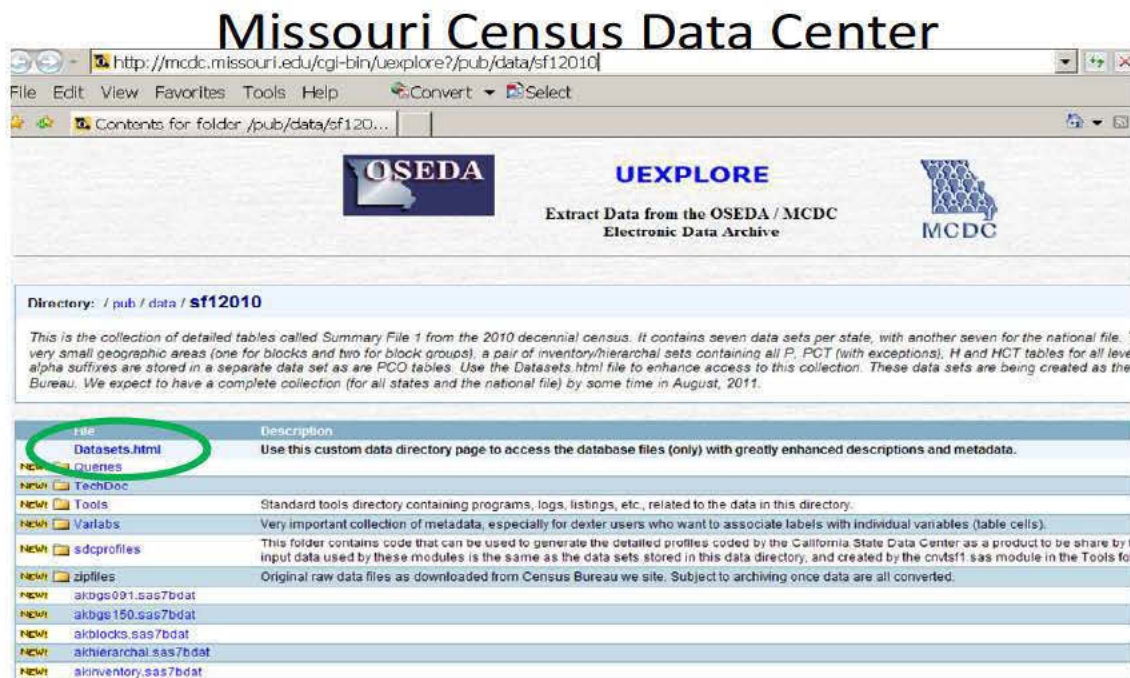 Missouri Census Data Center
http://mcdc.missouri.edu/cgi-bin/uexplore?/pub/data/sf12010
File Edit View Favorites Tools Help Convert Select
Contents for folder /pub/data/sf120...
OSEDA
UEXPLORE
Extract Data from the OSEDA / MCDC
Electronic Data Archive
MCDC
Directory: / pub / data / sf12010
This is the collection of detailed tables called Summary File 1 from the 2010 decennial census. It contains seven data sets per state, with another seven for the national file.
very small geographic areas (one for blocks and two for block groups), a pair of inventory/hierarchal sets containing all P, PCT (with exceptions), H and HCT tables for all leve
alpha suffixes are stored in a separate data set as are PCO tables. Use the Datasets.html file to enhance access to this collection. These data sets are being created as the
Bureau. We expect to have a complete collection (for all states and the national file) by some time in August, 2011.
File Description
Datasets.html Use this custom data directory page to access the database files (only) with greatly enhanced descriptions and metadata.
NEW! Queries
NEW! TechDoc
NEW! Tools Standard tools directory containing programs, logs, listings, etc., related to the data in this directory.
NEW! Varlabs Very important collection of metadata, especially for dexter users who want to associate labels with individual variables (table cells).
NEW! sdcprofiles This folder contains code that can be used to generate the detailed profiles coded by the California State Data Center as a product to be share by
input data used by these modules is the same as the data sets stored in this data directory, and created by the cnvtsf1.sas module in the Tools fo
NEW! zipfiles Original raw data files as downloaded from Census Bureau we site. Subject to archiving once data are all converted.
NEW! akbgs091.sas7bdat
NEW! akbgs150.sas7bdat
NEW! akblocks.sas7bdat
NEW! akhierarchal.sas7bdat
NEW! akinventory.sas7bdat